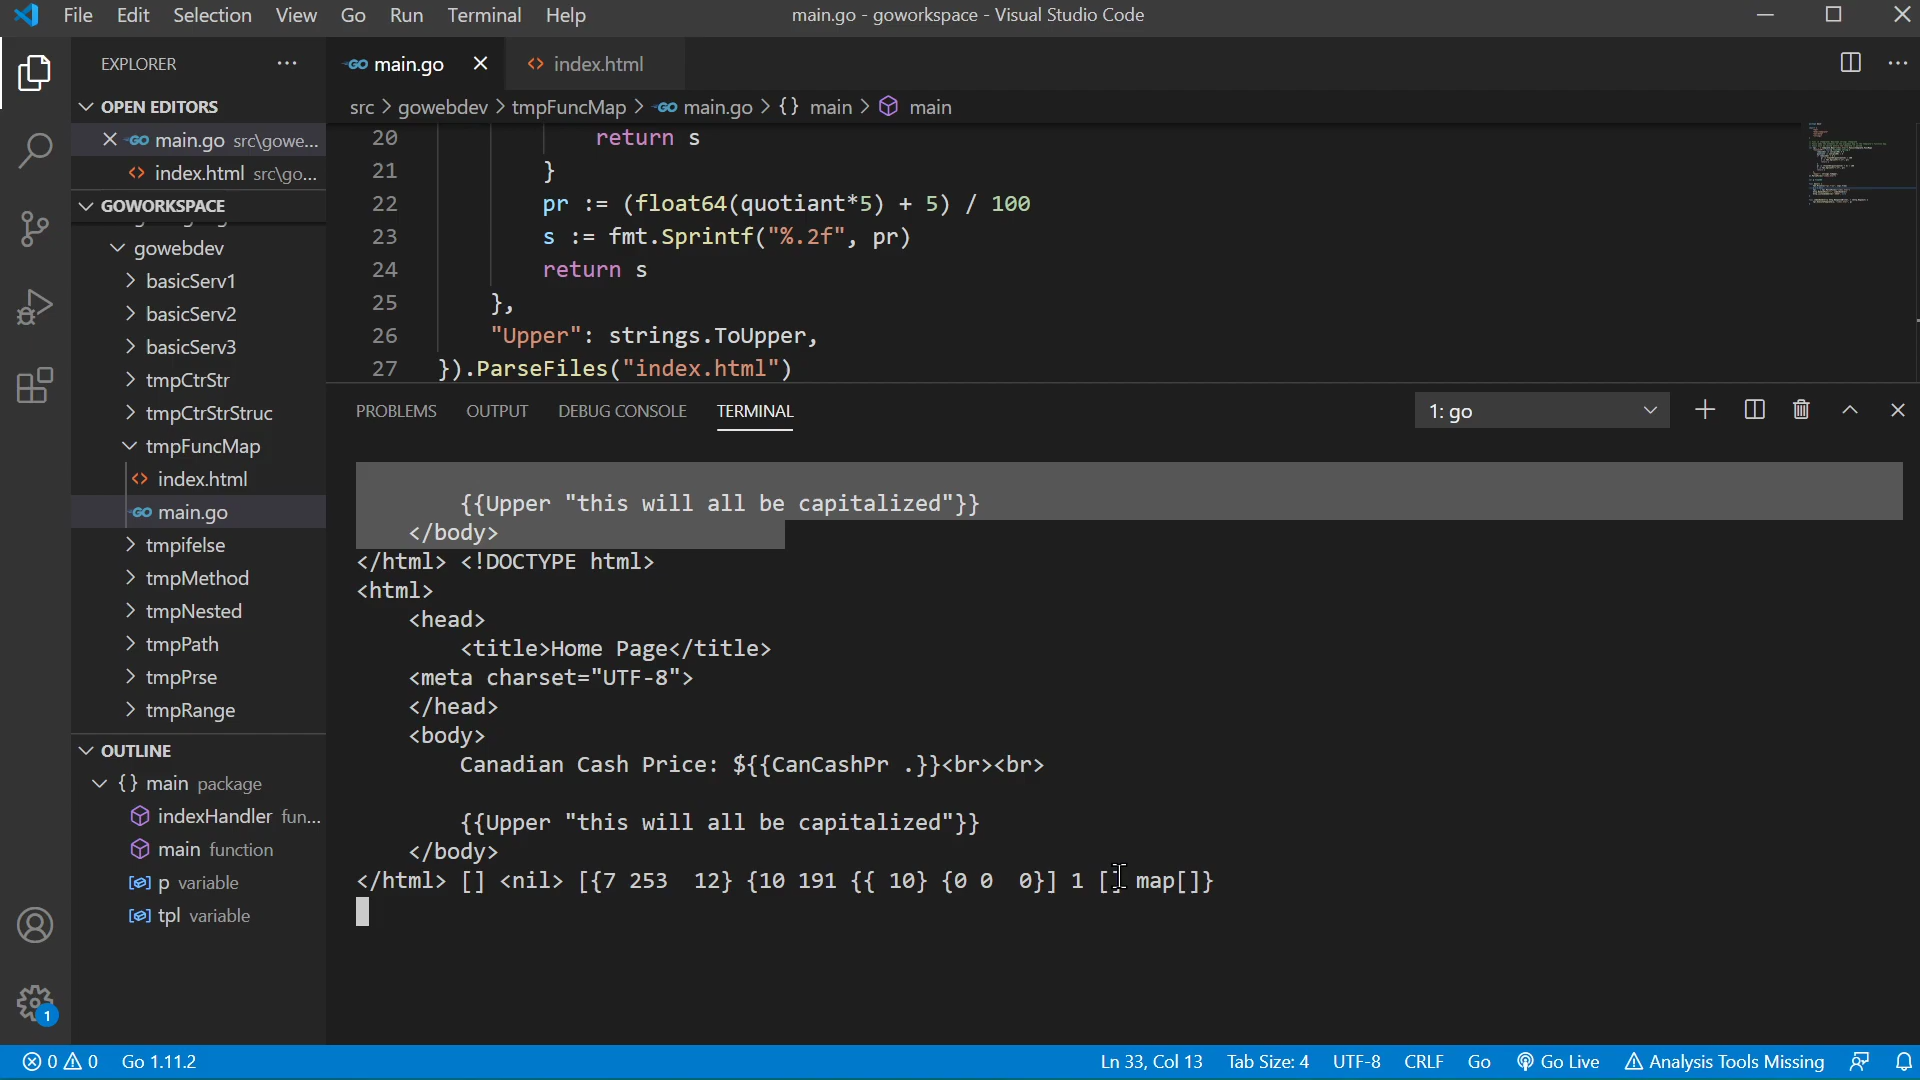 File Edit Selection View Go Run Terminal Help
main.go - goworkspace - Visual Studio Code
EXPLORER
OPEN EDITORS
main.go src\gowe...
index.html src\go...
GOWORKSPACE
gowebdev
basicServ1
basicServ2
basicServ3
tmpCtrStr
tmpCtrStrStruc
tmpFuncMap
index.html
main.go
tmpifelse
tmpMethod
tmpNested
tmpPath
tmpPrse
tmpRange
OUTLINE
{} main package
indexHandler fun...
main function
p variable
tpl variable
main.go
index.html
src > gowebdev > tmpFuncMap > main.go > {} main > main
20 return s
21 }
22 pr := (float64(quotiant*5) + 5) / 100
23 s := fmt.Sprintf("%.2f", pr)
24 return s
25 },
26 "Upper": strings.ToUpper,
27 }).ParseFiles("index.html")
PROBLEMS OUTPUT DEBUG CONSOLE TERMINAL
1: go
{{Upper "this will all be capitalized"}}
</body>
</html> <!DOCTYPE html>
<html>
<head>
<title>Home Page</title>
<meta charset="UTF-8">
</head>
<body>
Canadian Cash Price: ${{CanCashPr .}}<br><br>
{{Upper "this will all be capitalized"}}
</body>
</html> [] <nil> [{7 253  12} {10 191 {{ 10} {0 0  0}] 1 [] map[]}
1
0 0 Go 1.11.2
Ln 33, Col 13 Tab Size: 4 UTF-8 CRLF Go Go Live Analysis Tools Missing